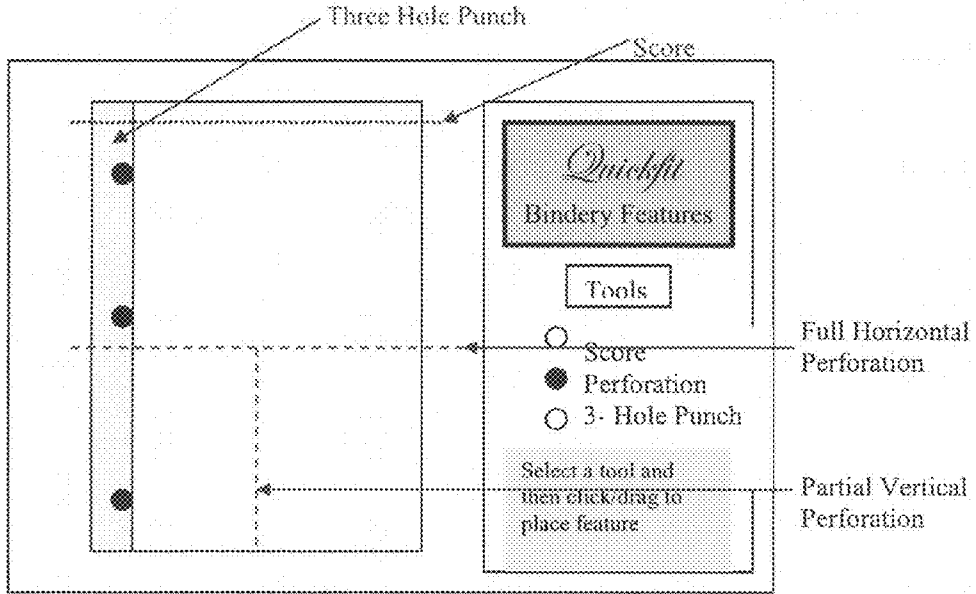 Three Hole Punch
Score
Quickfit
Bindery Features
Tools
Score
Perforation
3- Hole Punch
Select a tool and
then click/drag to
place feature
Full Horizontal
Perforation
Partial Vertical
Perforation